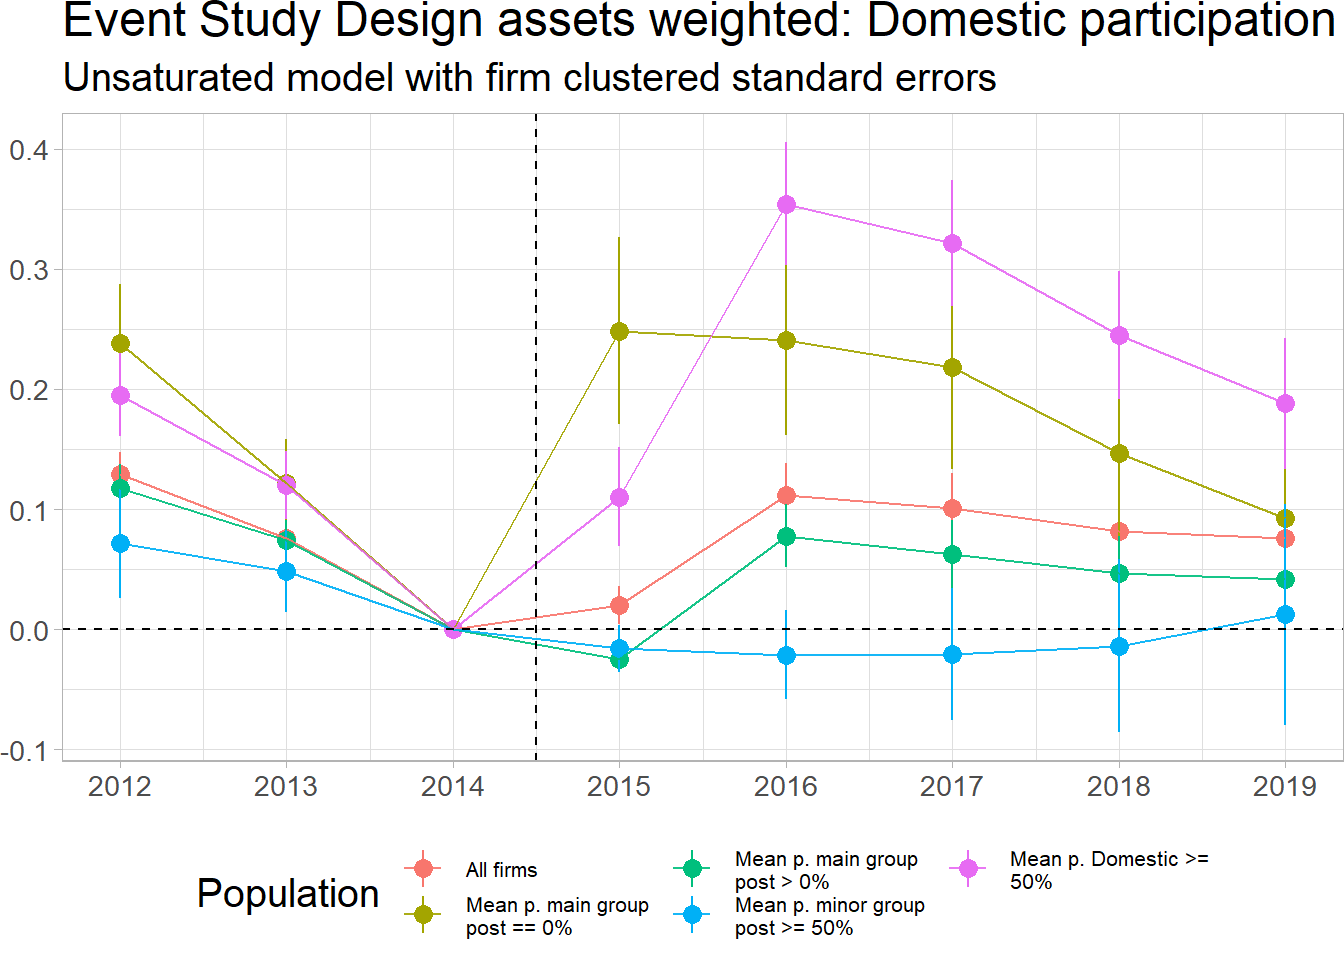 Event Study Design assets weighted: Domestic participation
Unsaturated model with firm clustered standard errors
0.4
0.3
0.2
0.1
0.0
-0.1
2012 2013 2014 2015 2016 2017 2018 2019
Population
All firms
Mean p. main group
post == 0%
Mean p. main group
post > 0%
Mean p. minor group
post >= 50%
Mean p. Domestic >=
50%